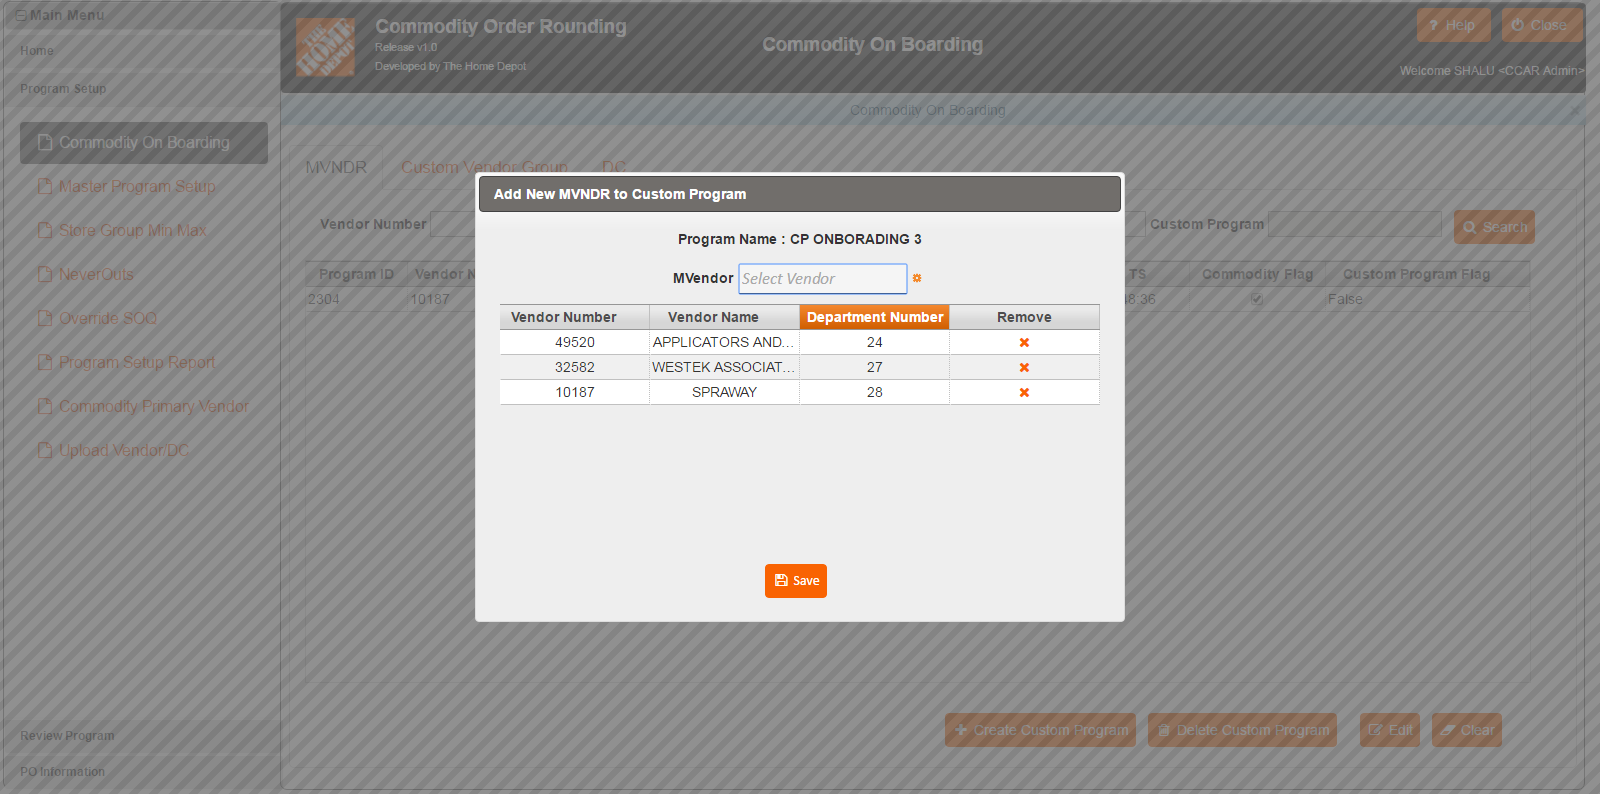 Main Menu
Home
Program Setup
Commodity On Boarding
Master Program Setup
Store Group Min Max
NeverOuts
Override SOQ
Program Setup Report
Commodity Primary Vendor
Upload Vendor/DC
Review Program
PO Information
THE HOME DEPOT
Commodity Order Rounding
Release v1.0
Developed by The Home Depot
Commodity On Boarding
? Help
Close
Welcome SHALU <CCAR Admin>
Commodity On Boarding
MVNDR Custom Vendor Group DC
Vendor Number Custom Program Search
Program ID Vendor N TS Commodity Flag Custom Program Flag
2304 10187 8:36 False
Add New MVNDR to Custom Program
Program Name : CP ONBORADING 3
MVendor Select Vendor
Vendor Number Vendor Name Department Number Remove
49520 APPLICATORS AND... 24
32582 WESTEK ASSOCIAT... 27
10187 SPRAWAY 28
Save
Create Custom Program Delete Custom Program Edit Clear